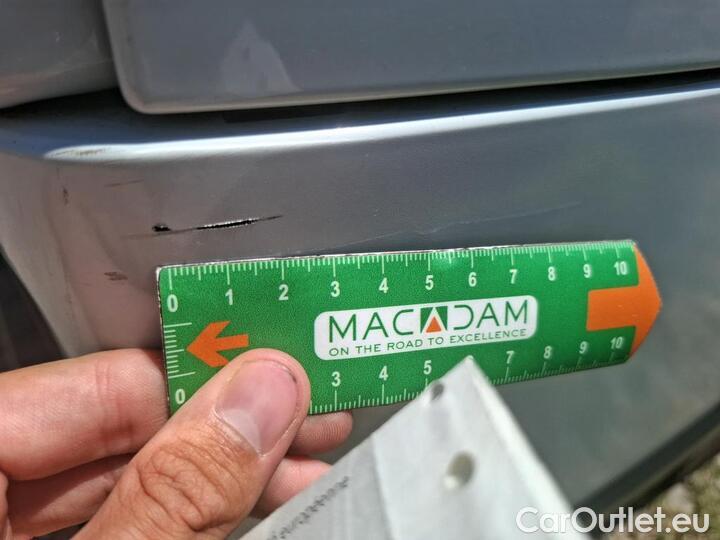 0 1 2 3 4 5 6 7 8 9 10
MACADAM
ON THE ROAD TO EXCELLENCE
0 3 4 5 7 8 9 10
CarOutlet.eu